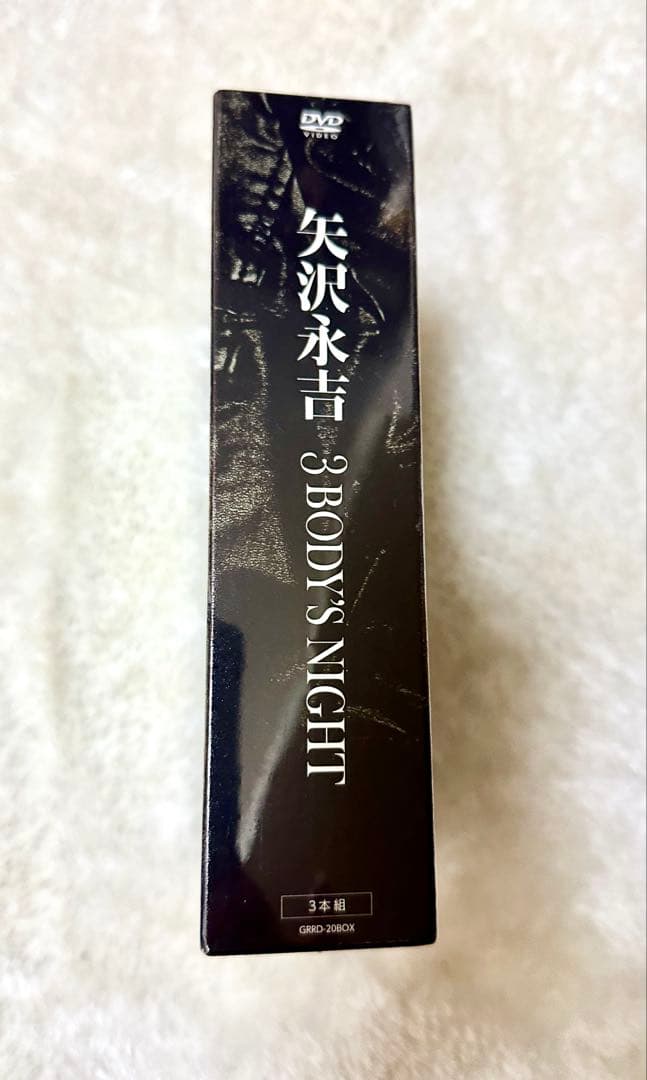 DVD
VIDEO
矢沢永吉 3 BODY'S NIGHT
3本組
GRRD-20BOX